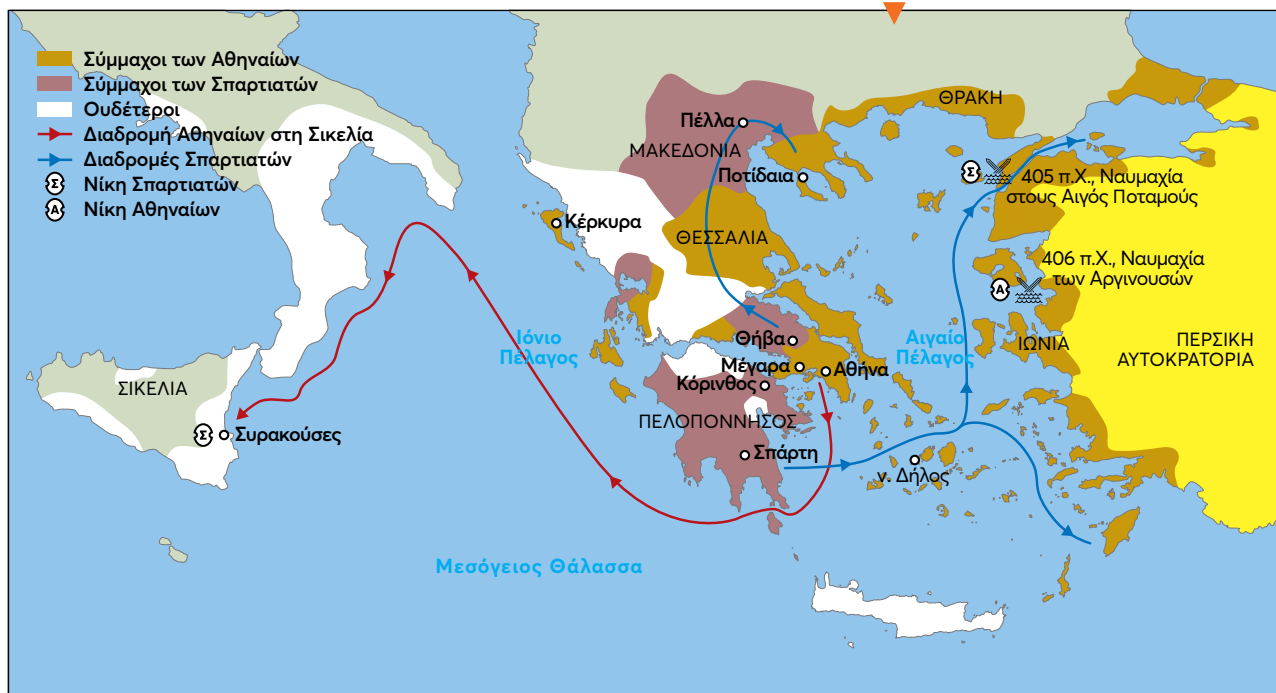 Σύμμαχοι των Αθηναίων
Σύμμαχοι των Σπαρτιατών
Ουδέτεροι
Διαδρομή Αθηναίων στη Σικελία
Διαδρομές Σπαρτιατών
Σ Νίκη Σπαρτιατών
Α Νίκη Αθηναίων
ΘΡΑΚΗ
Πέλλα
ΜΑΚΕΔΟΝΙΑ
Ποτίδαια
Σ
405 π.Χ., Ναυμαχία
στους Αιγός Ποταμούς
Κέρκυρα
ΘΕΣΣΑΛΙΑ
406 π.Χ., Ναυμαχία
των Αργινουσών
Α
Ιόνιο
Πέλαγος
Θήβα
Αιγαίο
Πέλαγος
ΙΩΝΙΑ
ΠΕΡΣΙΚΗ
ΑΥΤΟΚΡΑΤΟΡΙΑ
Μέγαρα
Αθήνα
Κόρινθος
ΣΙΚΕΛΙΑ
ΠΕΛΟΠΟΝΝΗΣΟΣ
Σ
Συρακούσες
Σπάρτη
ν. Δήλος
Μεσόγειος Θάλασσα